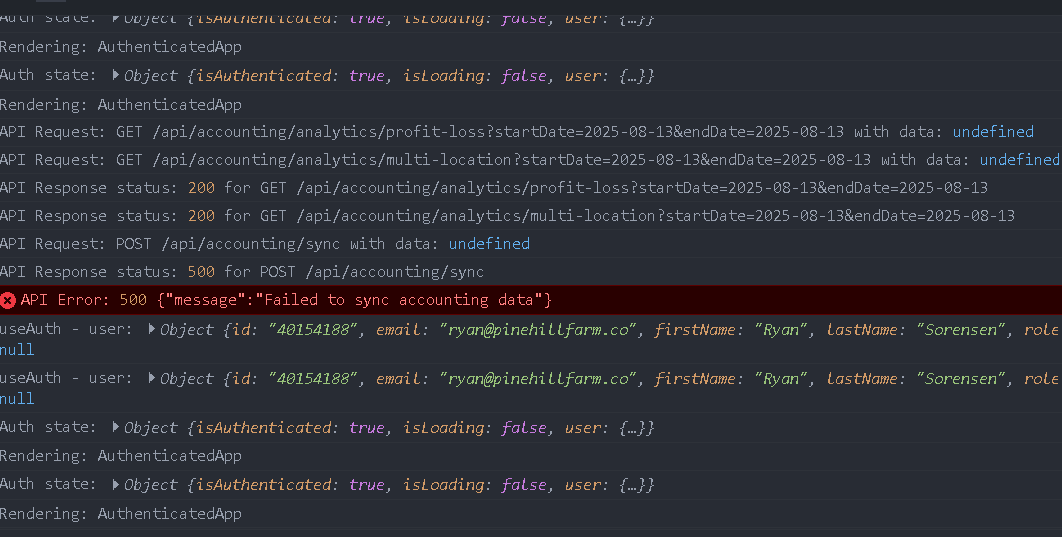 Auth state: ▶Object {isAuthenticated: true, isLoading: false, user: {…}}
Rendering: AuthenticatedApp
Auth state: ▶Object {isAuthenticated: true, isLoading: false, user: {…}}
Rendering: AuthenticatedApp
API Request: GET /api/accounting/analytics/profit-loss?startDate=2025-08-13&endDate=2025-08-13 with data: undefined
API Request: GET /api/accounting/analytics/multi-location?startDate=2025-08-13&endDate=2025-08-13 with data: undefined
API Response status: 200 for GET /api/accounting/analytics/profit-loss?startDate=2025-08-13&endDate=2025-08-13
API Response status: 200 for GET /api/accounting/analytics/multi-location?startDate=2025-08-13&endDate=2025-08-13
API Request: POST /api/accounting/sync with data: undefined
API Response status: 500 for POST /api/accounting/sync
API Error: 500 {"message":"Failed to sync accounting data"}
useAuth - user: ▶Object {id: "40154188", email: "ryan@pinehillfarm.co", firstName: "Ryan", lastName: "Sorensen", role
null
useAuth - user: ▶Object {id: "40154188", email: "ryan@pinehillfarm.co", firstName: "Ryan", lastName: "Sorensen", role
null
Auth state: ▶Object {isAuthenticated: true, isLoading: false, user: {…}}
Rendering: AuthenticatedApp
Auth state: ▶Object {isAuthenticated: true, isLoading: false, user: {…}}
Rendering: AuthenticatedApp